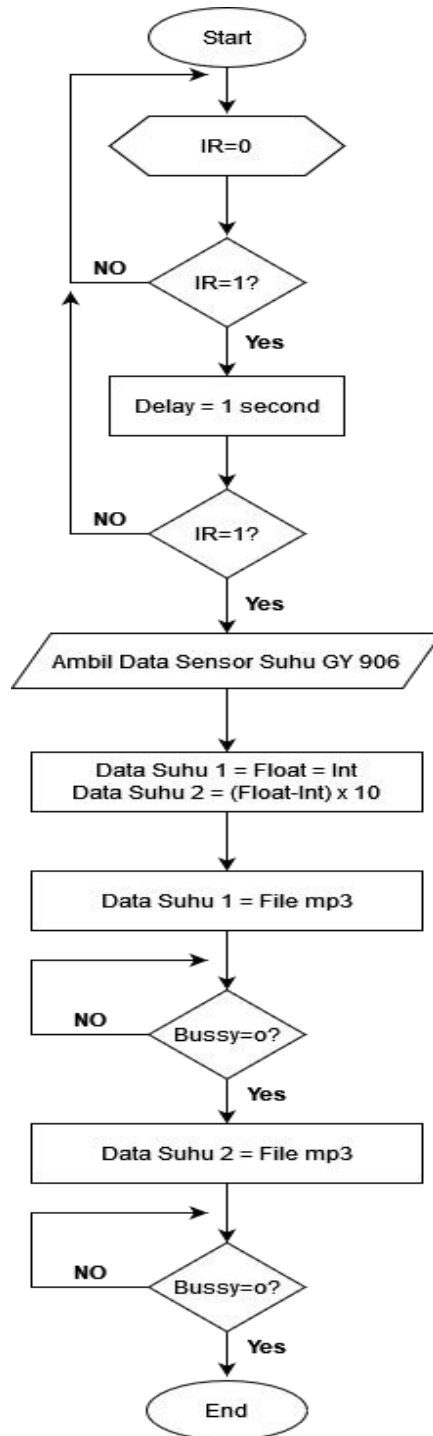 Start
IR=0
NO
IR=1?
Yes
Delay = 1 second
NO
IR=1?
Yes
Ambil Data Sensor Suhu GY 906
Data Suhu 1 = Float = Int
Data Suhu 2 = (Float-Int) x 10
Data Suhu 1 = File mp3
NO
Bussy=o?
Yes
Data Suhu 2 = File mp3
NO
Bussy=o?
Yes
End